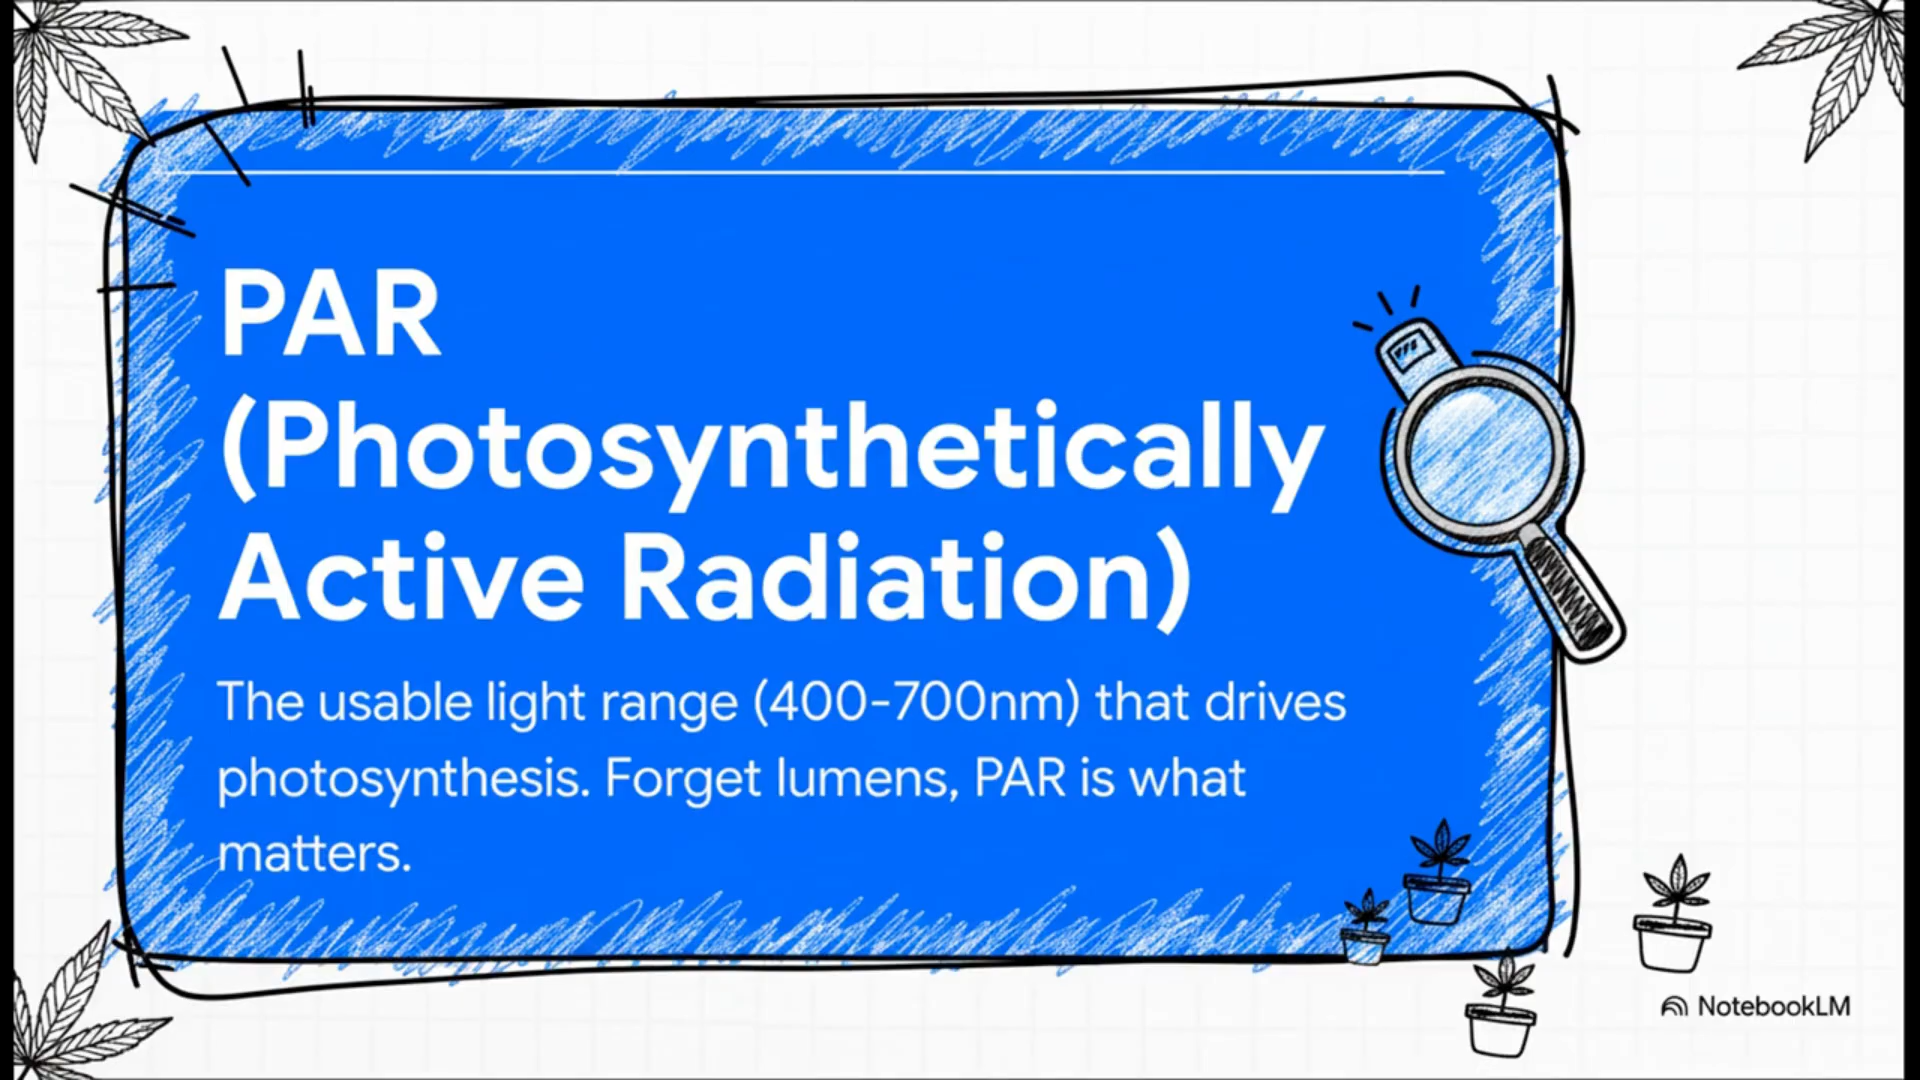 PAR
(Photosynthetically
Active Radiation)
The usable light range (400-700nm) that drives
photosynthesis. Forget lumens, PAR is what
matters.
NotebookLM